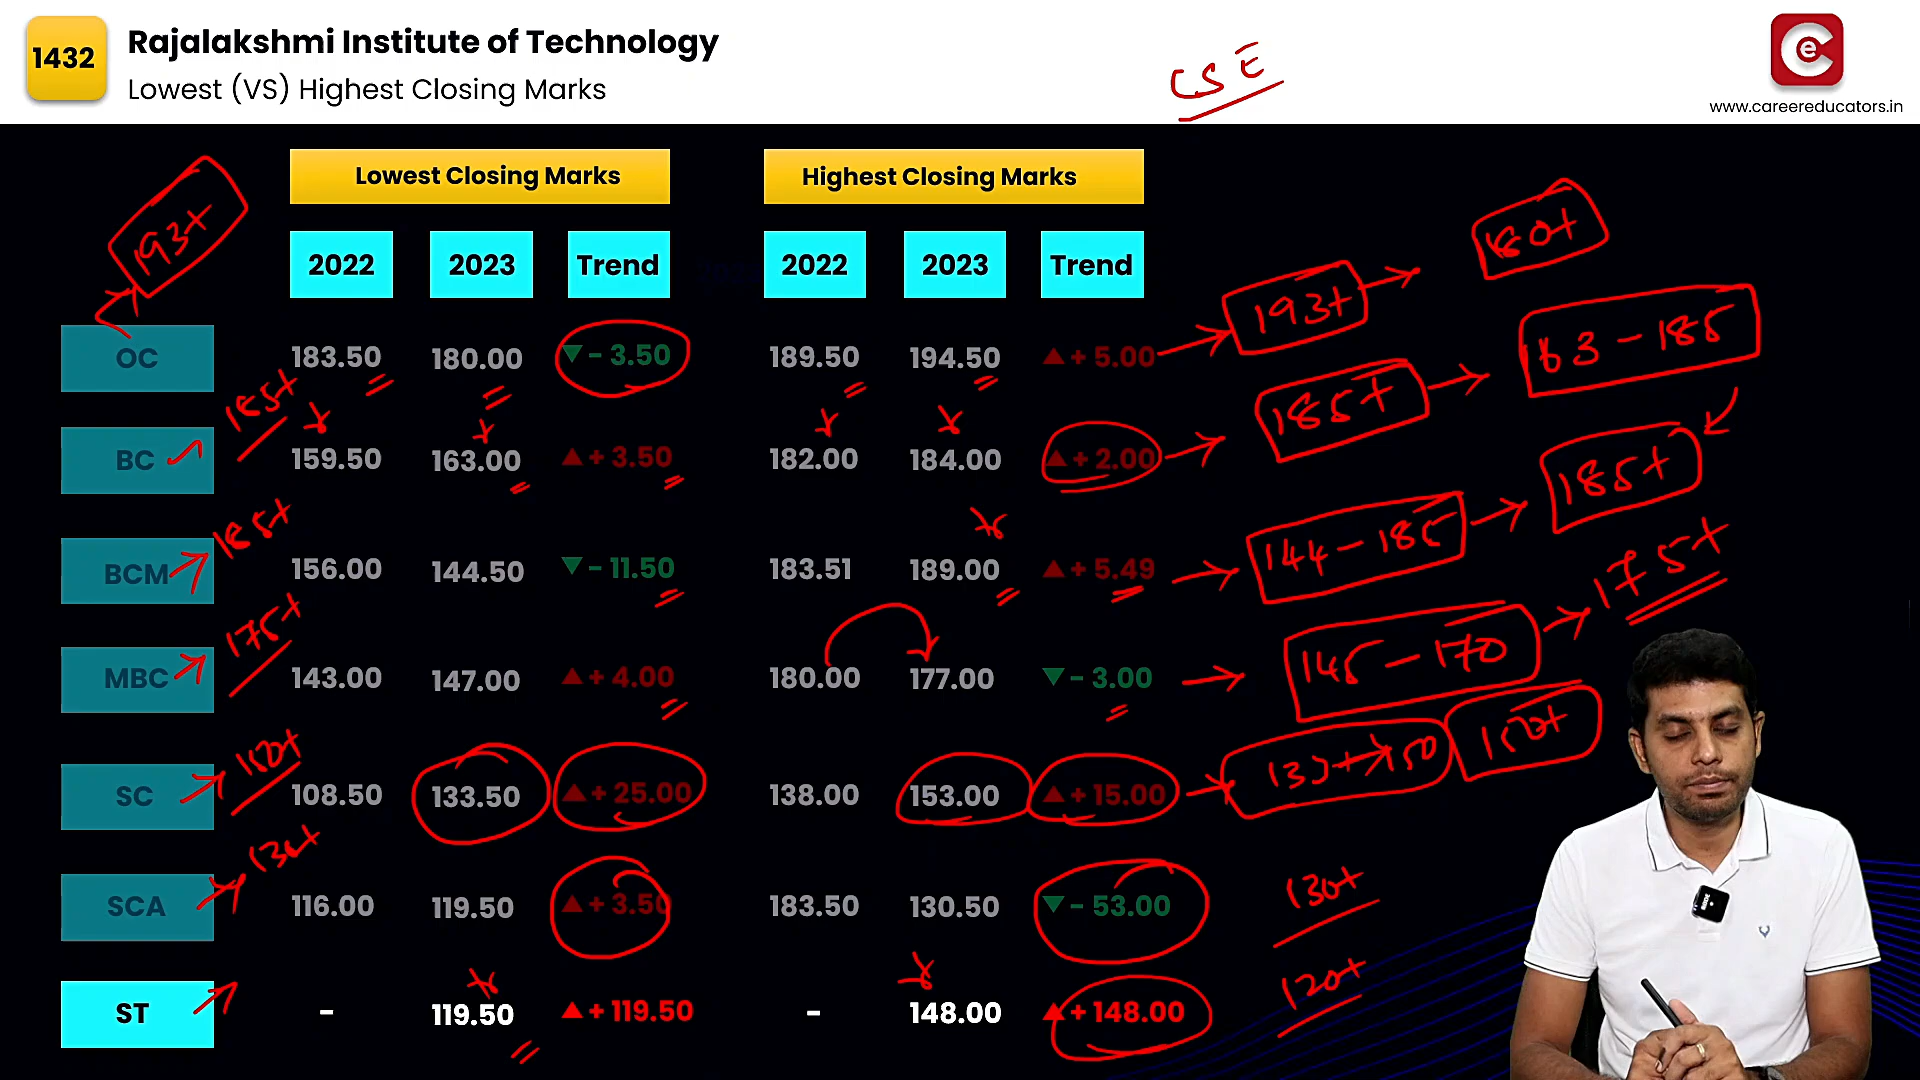 1432
Rajalakshmi Institute of Technology
Lowest (VS) Highest Closing Marks
CSE
e
www.careereducators.in
Lowest Closing Marks
Highest Closing Marks
2022 2023 Trend 2022 2023 Trend
193+
180+
OC 183.50 180.00 ▼ - 3.50 189.50 194.50 ▲ + 5.00 193+
163 - 185
185+
BC 159.50 163.00 ▲ + 3.50 182.00 184.00 ▲ + 2.00 185+
185+
185+
BCM 156.00 144.50 ▼ - 11.50 183.51 189.00 ▲ + 5.49 144 - 185
175+
175+
MBC 143.00 147.00 ▲ + 4.00 180.00 177.00 ▼ - 3.00 145 - 170
150+
SC 108.50 133.50 ▲ + 25.00 138.00 153.00 ▲ + 15.00 150+
SCA 116.00 119.50 ▲ + 3.50 183.50 130.50 ▼ - 53.00 130+
ST - 119.50 ▲ + 119.50 - 148.00 ▲ + 148.00 120+